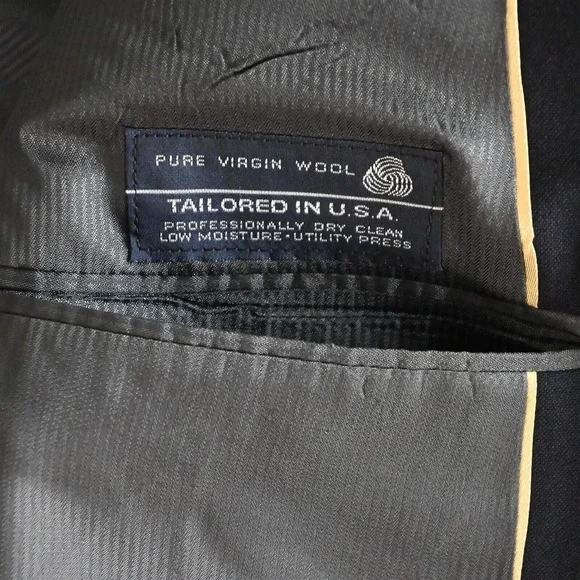 PURE VIRGIN WOOL
TAILORED IN U.S.A.
PROFESSIONALLY DRY CLEAN
LOW MOISTURE-UTILITY PRESS